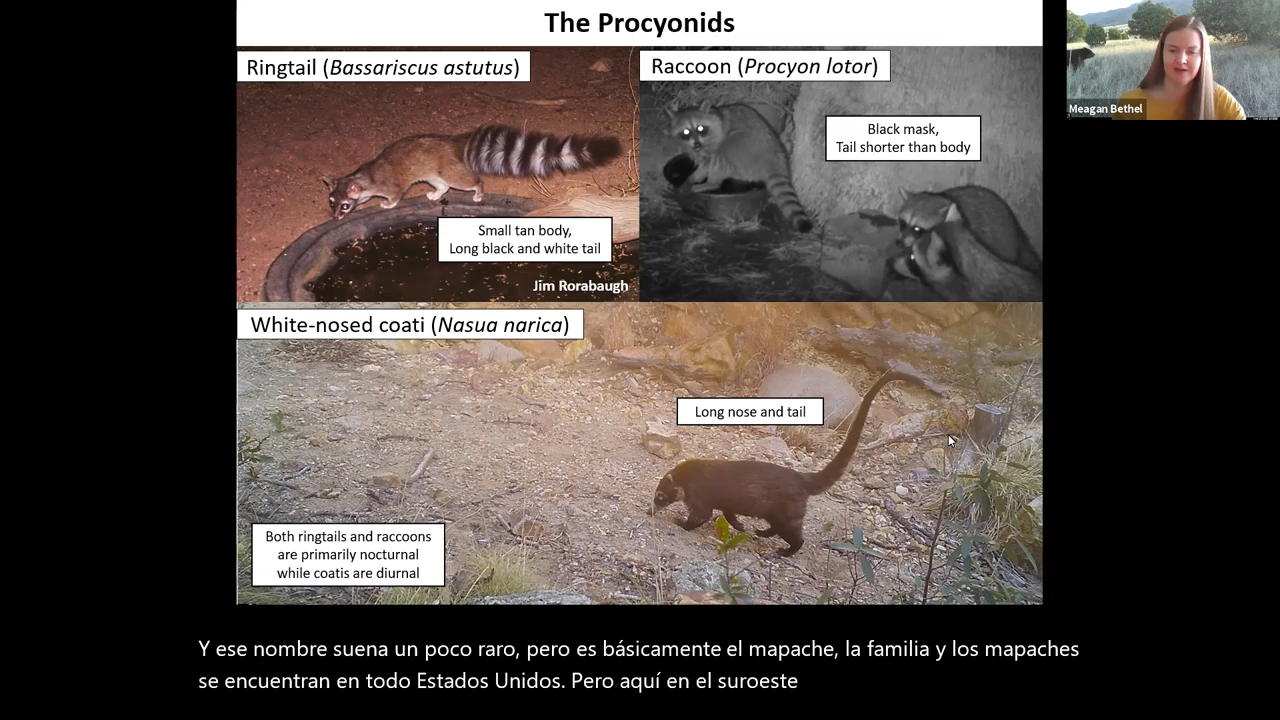 The Procyonids
Ringtail (Bassariscus astutus)
Raccoon (Procyon lotor)
Black mask,
Tail shorter than body
Small tan body,
Long black and white tail
Jim Rorabaugh
White-nosed coati (Nasua narica)
Long nose and tail
Both ringtails and raccoons
are primarily nocturnal
while coatis are diurnal
Meagan Bethel
Y ese nombre suena un poco raro, pero es básicamente el mapache, la familia y los mapaches
se encuentran en todo Estados Unidos. Pero aquí en el suroeste